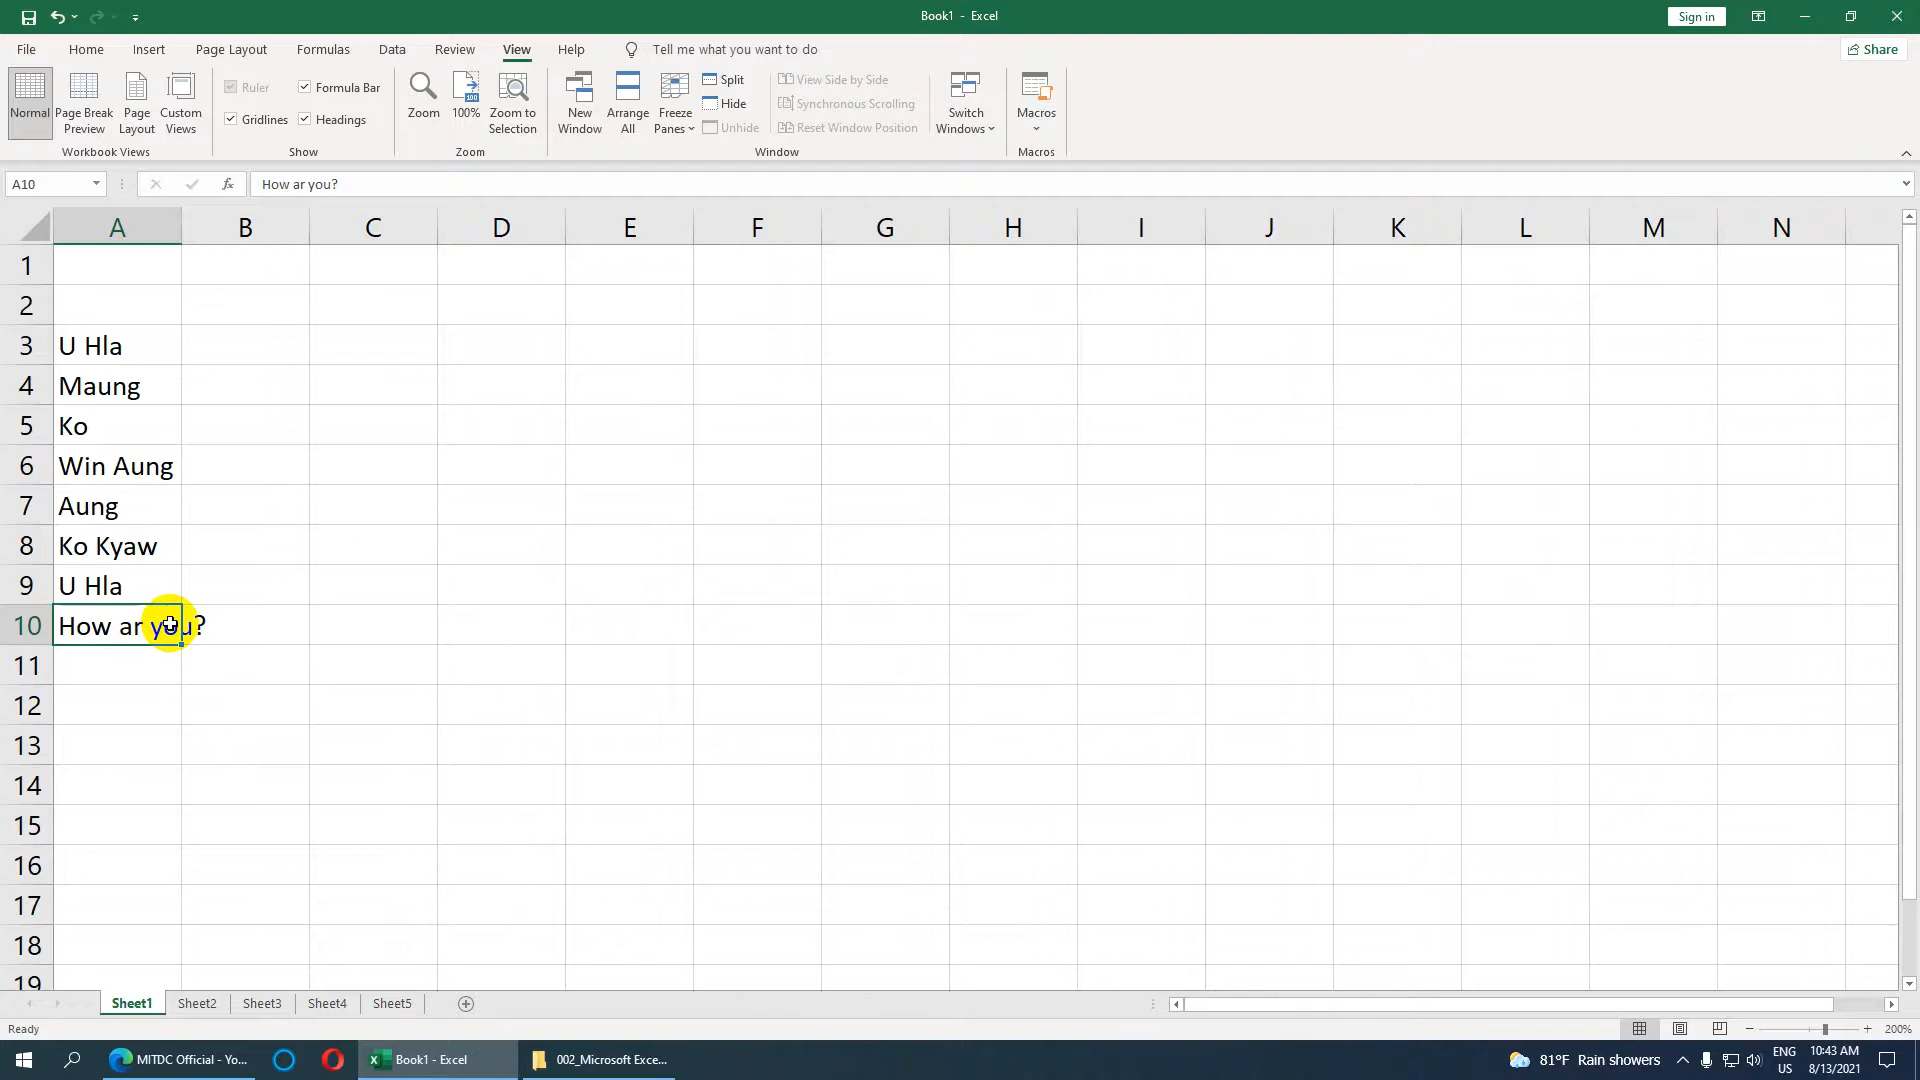 Book1 - Excel
Sign in
File Home Insert Page Layout Formulas Data Review View Help Tell me what you want to do Share
Normal Page Break Preview Page Layout Custom Views
Workbook Views
Ruler Formula Bar
Gridlines Headings
Show
Zoom 100% Zoom to Selection
Zoom
New Window Arrange All Freeze Panes
Split
Hide
Unhide
View Side by Side
Synchronous Scrolling
Reset Window Position
Switch Windows
Window
Macros
Macros
A10 fx How ar you?
A B C D E F G H I J K L M N
1
2
3 U Hla
4 Maung
5 Ko
6 Win Aung
7 Aung
8 Ko Kyaw
9 U Hla
10 How ar you?
11
12
13
14
15
16
17
18
19
Sheet1 Sheet2 Sheet3 Sheet4 Sheet5
Ready 200%
MITDC Official - Yo... Book1 - Excel 002_Microsoft Exce... 81°F Rain showers ENG 10:43 AM
US 8/13/2021